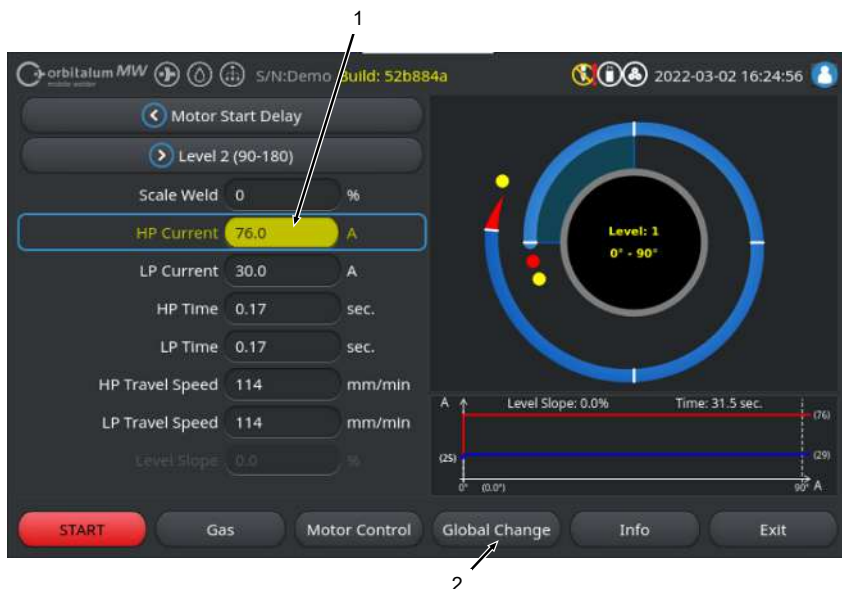 1
orbitalum MW S/N:Demo Build: 52b884a 2022-03-02 16:24:56
mobile welder
Motor Start Delay
Level 2 (90-180)
Scale Weld 0 %
HP Current 76.0 A
LP Current 30.0 A
HP Time 0.17 sec.
LP Time 0.17 sec.
HP Travel Speed 114 mm/min
LP Travel Speed 114 mm/min
Level Slope 0.0 %
Level: 1
0° - 90°
A Level Slope: 0.0% Time: 31.5 sec.
(76)
(25) (29)
0° (0.0°) 90° A
START Gas Motor Control Global Change Info Exit
2